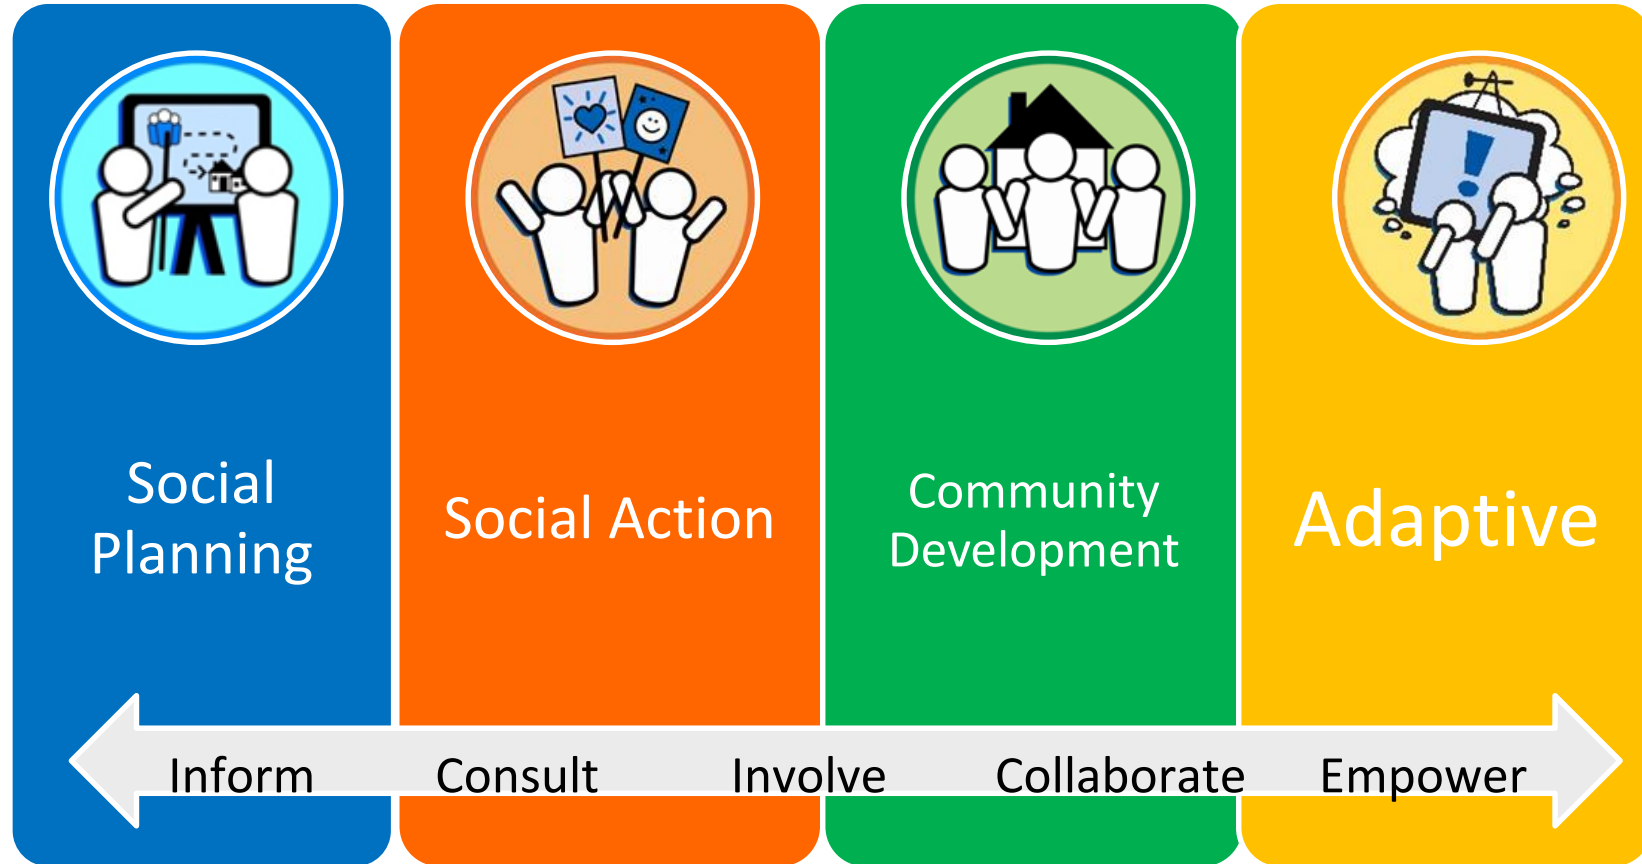 Social
Planning
Social Action
Community
Development
Adaptive
Inform Consult Involve Collaborate Empower